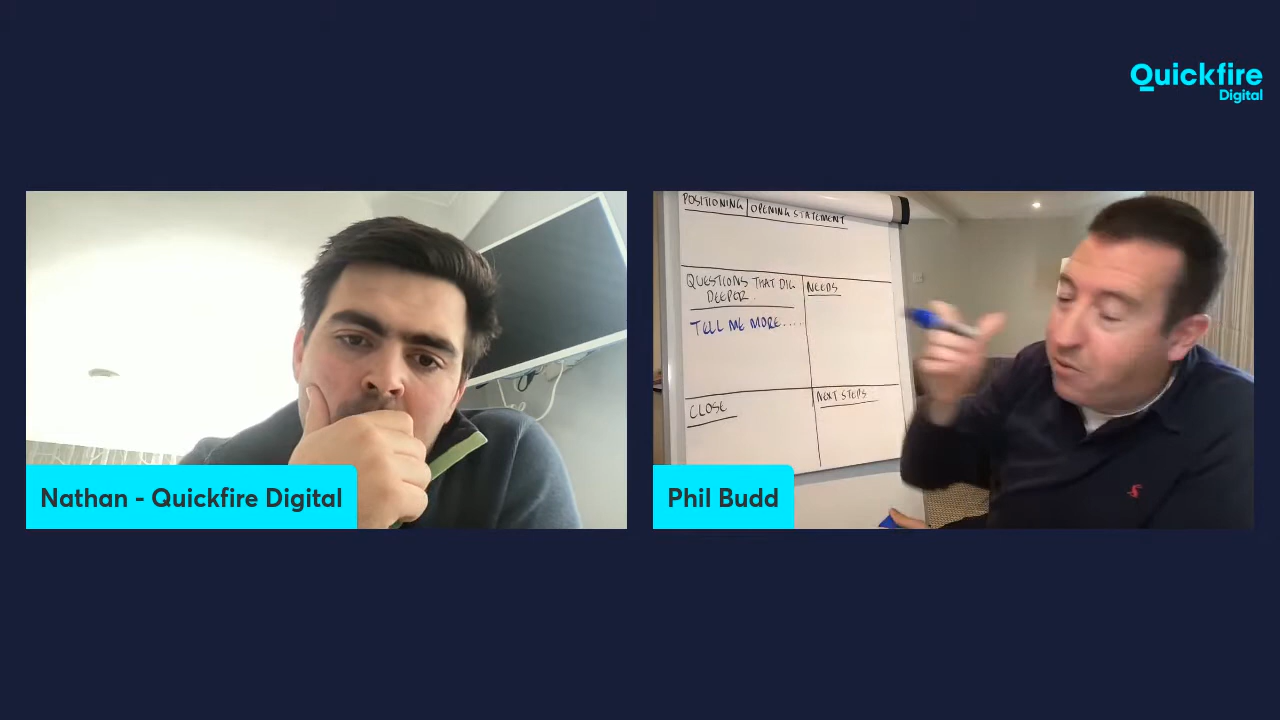 Quickfire
Digital
POSITIONING | OPENING STATEMENT
QUESTIONS THAT DIG
DEEPER.
NEEDS
TELL ME MORE.....
CLOSE
NEXT STEPS
Nathan - Quickfire Digital
Phil Budd